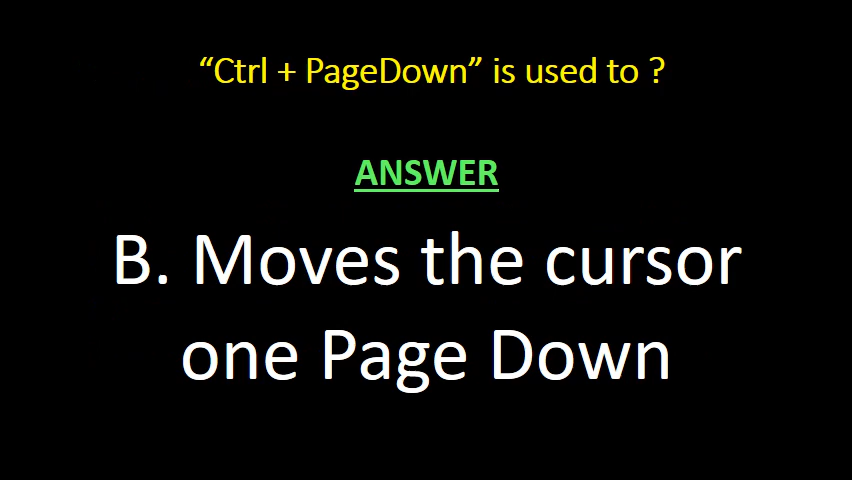 “Ctrl + PageDown” is used to ?
ANSWER
B. Moves the cursor
one Page Down